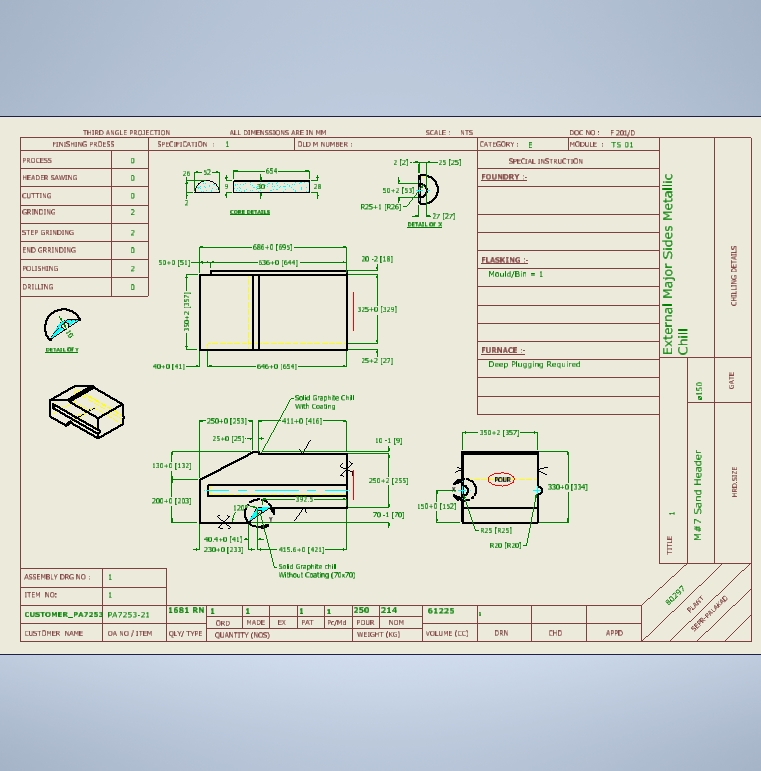 THIRD ANGLE PROJECTION
ALL DIMENSSIONS ARE IN MM
SCALE : NTS
DOC NO : F 201/D
FINISHING PROESS
SPECIFICATION : 1
OLD M NUMBER :
CATEGORY : E
MODULE : TS 01
PROCESS 0
HEADER SAWING 0
CUTTING 0
GRINDING 2
STEP GRINDING 2
END GRRINDING 0
POLISHING 2
DRILLING 0
SPECIAL INSTRUCTION
FOUNDRY :-
FLASKING :-
Mould/Bin = 1
FURNACE :-
Deep Plugging Required
26
52
2
654
9
30
28
CORE DETAILS
2 [2]
25 [25]
50+2 [53]
R25+1 [R26]
27 [27]
DETAIL OF X
686+0 [695]
50+0 [51]
636+0 [644]
20 -2 [18]
350+2 [357]
325+0 [329]
25+2 [27]
40+0 [41]
646+0 [654]
DETAIL OF Y
Solid Graphite Chill
With Coating
250+0 [253]
411+0 [416]
25+0 [25]
10 -1 [9]
130+0 [132]
200+0 [203]
250+2 [255]
392.5
120
Y
70 -1 [70]
40.4+0 [41]
230+0 [233]
415.6+0 [421]
Solid Graphite chill
Without Coating (70x70)
350+2 [357]
POUR
X
330+0 [334]
150+0 [152]
R25 [R25]
R20 [R20]
External Major Sides Metallic
Chill
CHILLING DETAILS
ø150
GATE
M#7 Sand Header
HRD.SIZE
TITLE 1
80297
PLANT
SEPR-PALAKAD
ASSEMBLY DRG NO : 1
ITEM NO: 1
CUSTOMER_PA7253 PA7253-21 1681 RN 1 1 1 1 250 214 61225
ORD MADE EX PAT Pc/Md POUR NOM
CUSTOMER NAME OA NO / ITEM QLY/ TYPE QUANTITY (NOS) WEIGHT (KG) VOLUME (CC) DRN CHD APPD